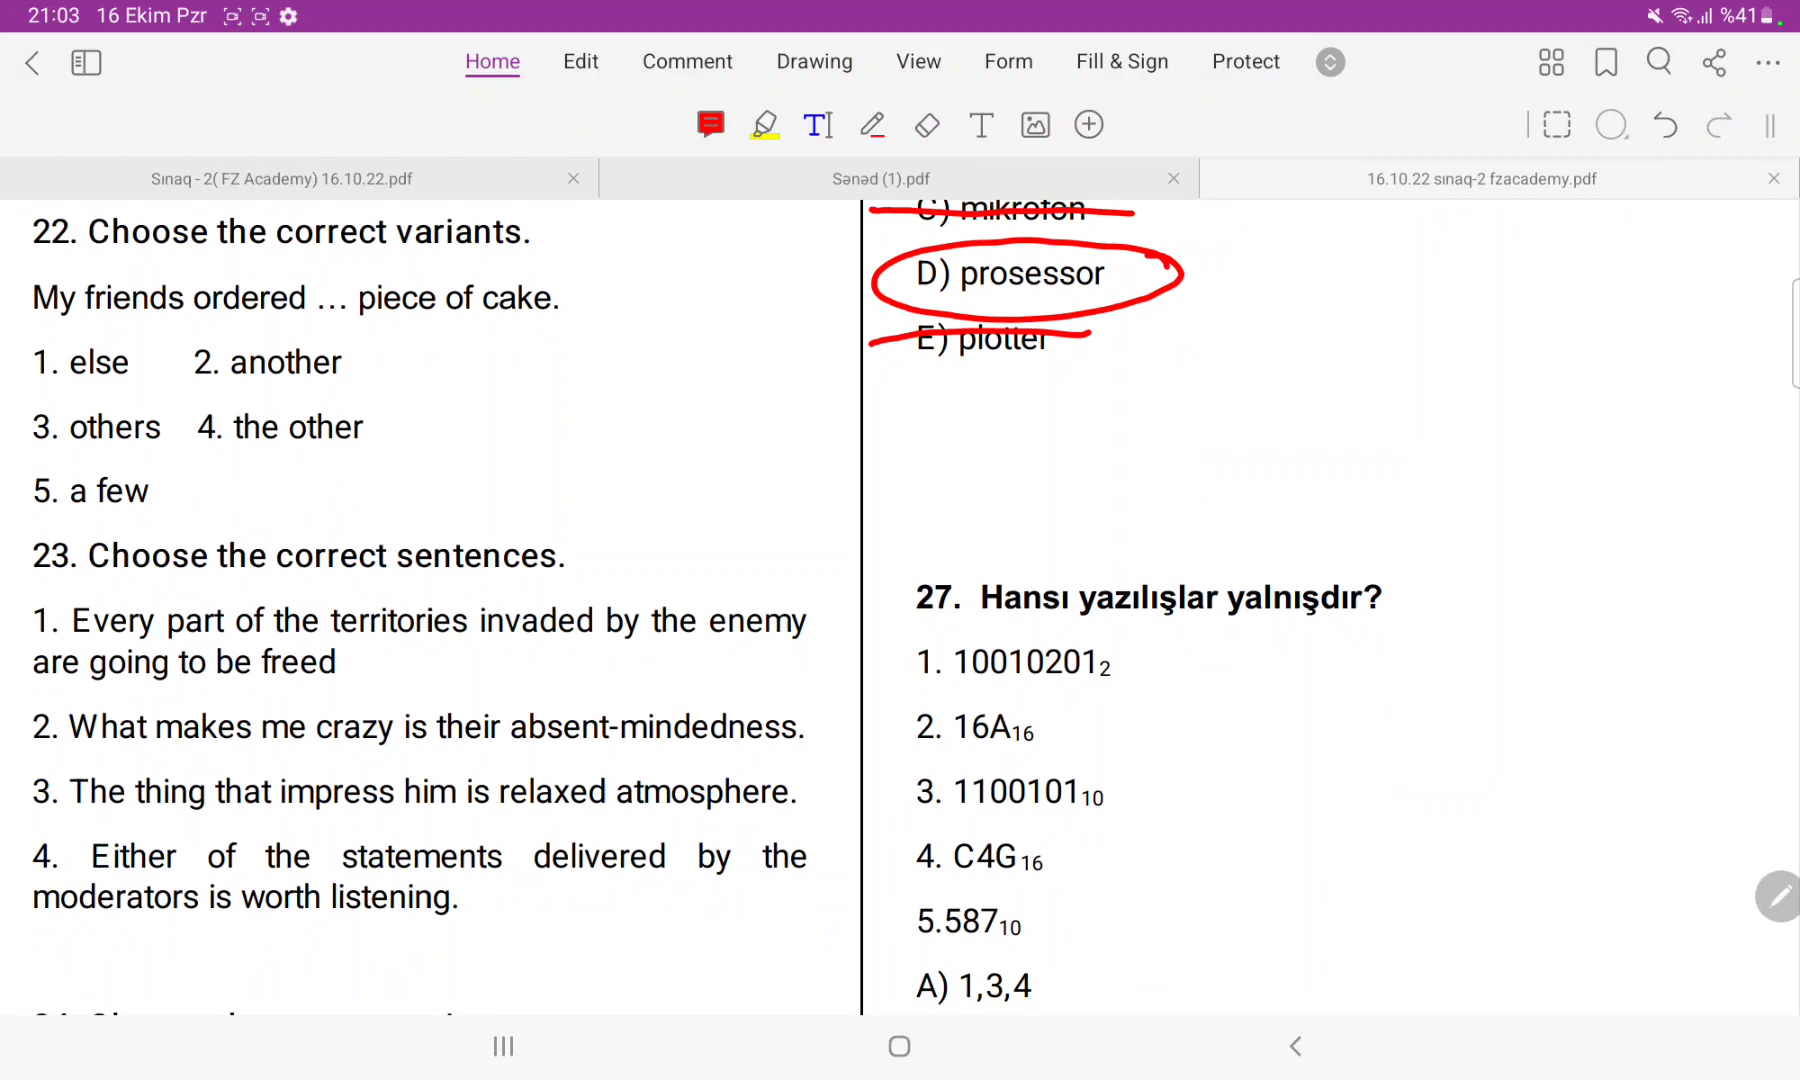 21:03 16 Ekim Pzr %41
Home Edit Comment Drawing View Form Fill & Sign Protect
Sınaq - 2( FZ Academy) 16.10.22.pdf
Sənəd (1).pdf
16.10.22 sınaq-2 fzacademy.pdf
22. Choose the correct variants.
My friends ordered … piece of cake.
1. else 2. another
3. others 4. the other
5. a few
23. Choose the correct sentences.
1. Every part of the territories invaded by the enemy
are going to be freed
2. What makes me crazy is their absent-mindedness.
3. The thing that impress him is relaxed atmosphere.
4. Either of the statements delivered by the
moderators is worth listening.
C) mikrofon
D) prosessor
E) plotter
27. Hansı yazılışlar yalnışdır?
1. 10010201₂
2. 16A₁₆
3. 1100101₁₀
4. C4G₁₆
5.587₁₀
A) 1,3,4